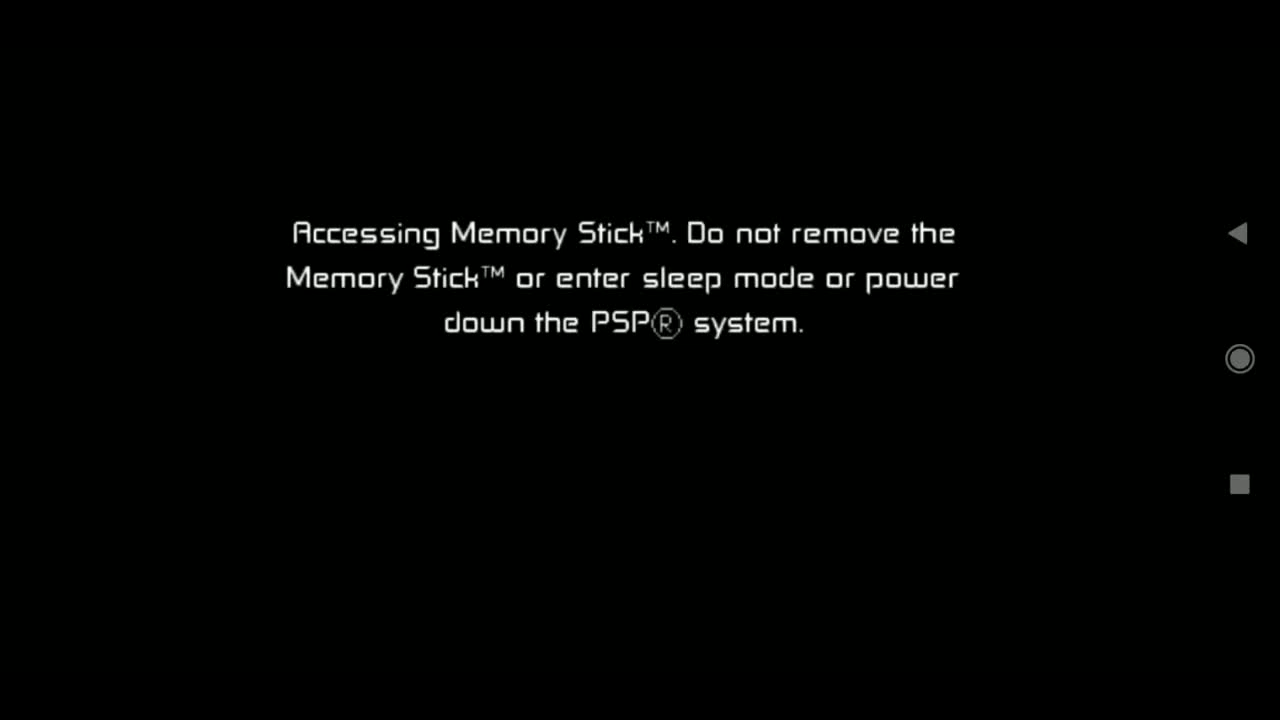 Accessing Memory Stick™. Do not remove the
Memory Stick™ or enter sleep mode or power
down the PSP® system.